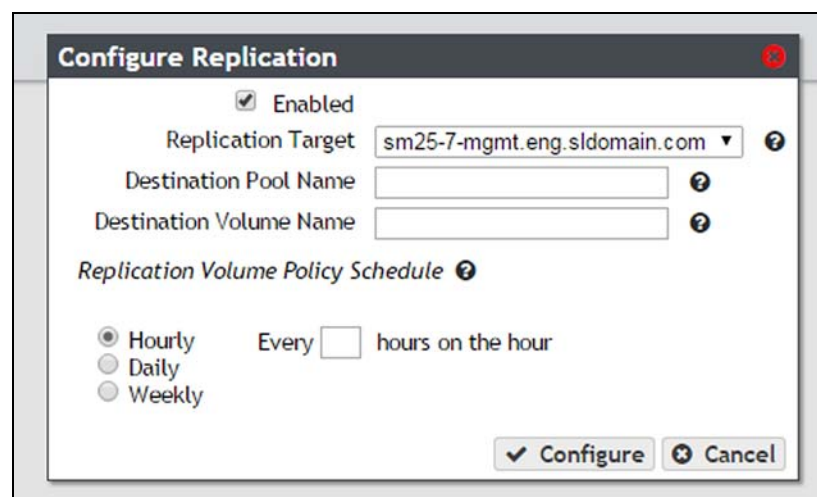 Configure Replication
Enabled
Replication Target sm25-7-mgmt.eng.sldomain.com
Destination Pool Name
Destination Volume Name
Replication Volume Policy Schedule
Hourly Every hours on the hour
Daily
Weekly
Configure Cancel